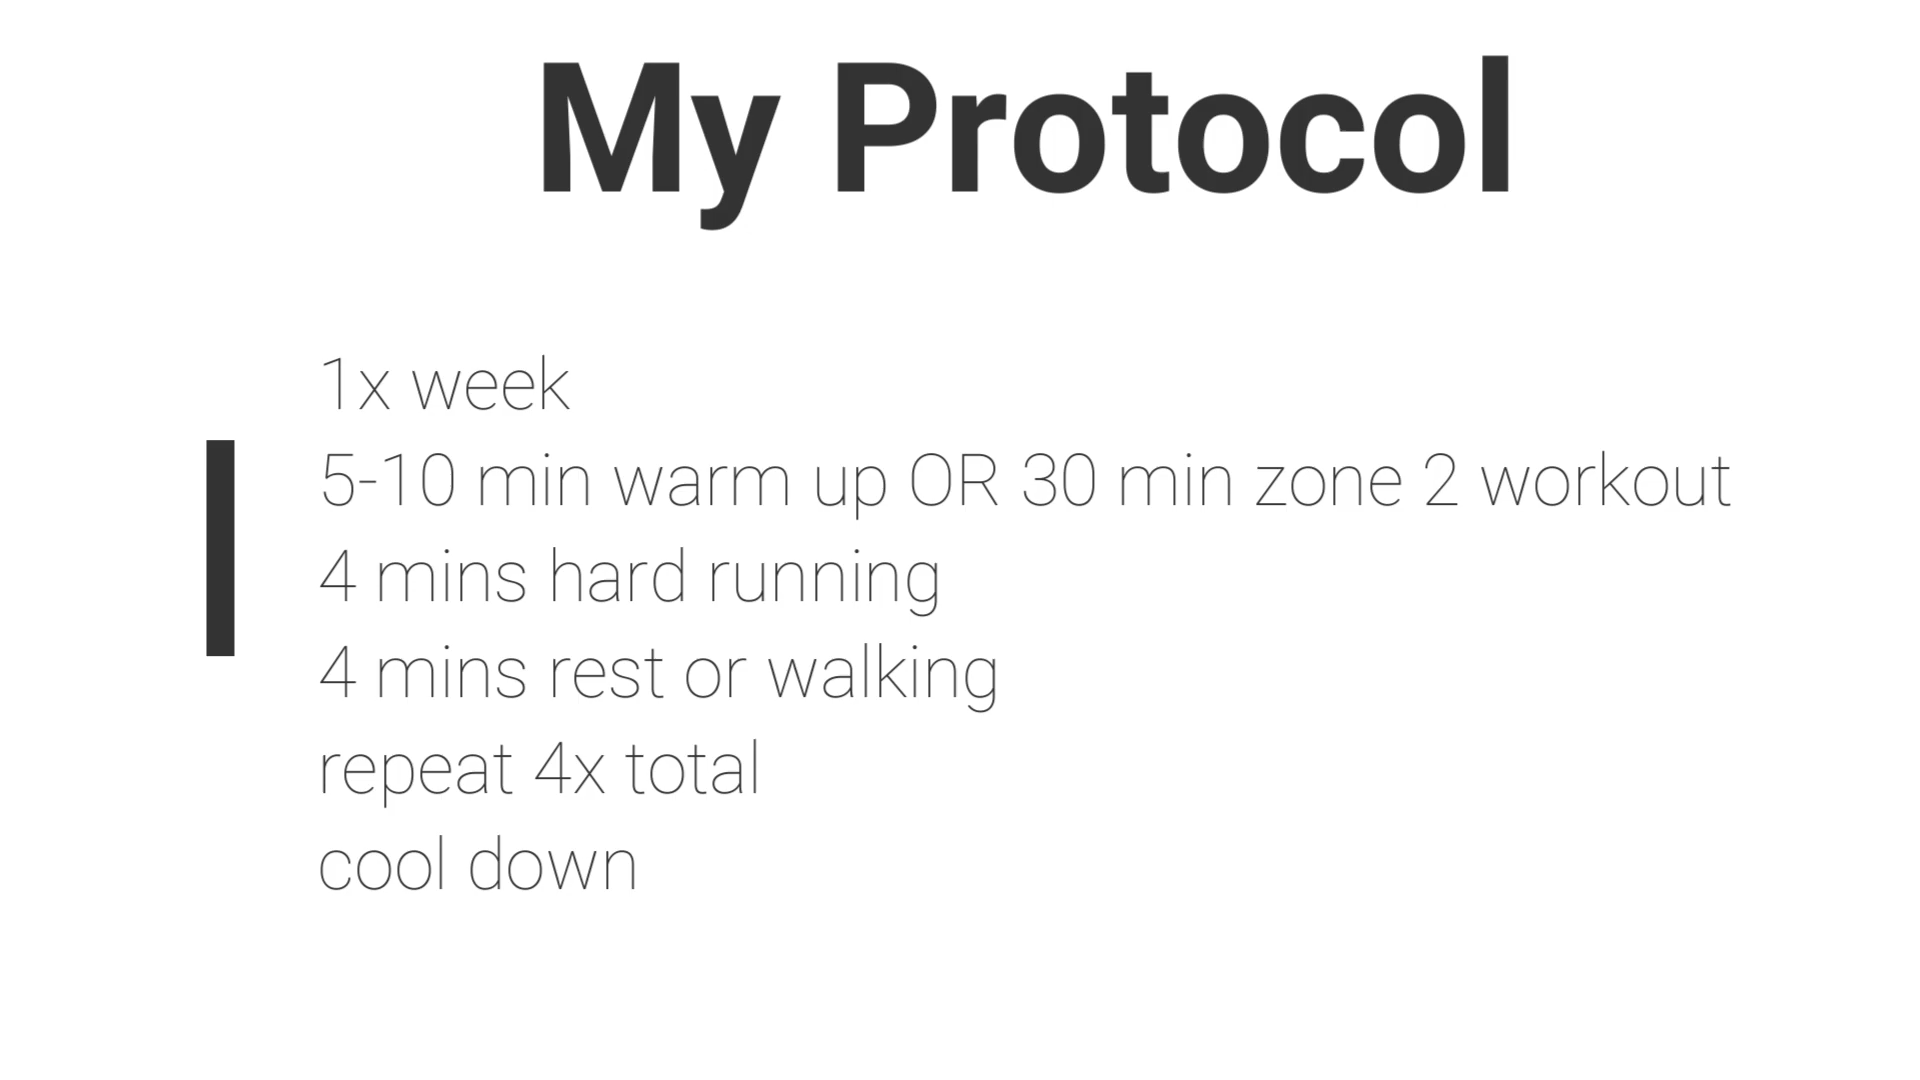 My Protocol
1x week
5-10 min warm up OR 30 min zone 2 workout
4 mins hard running
4 mins rest or walking
repeat 4x total
cool down